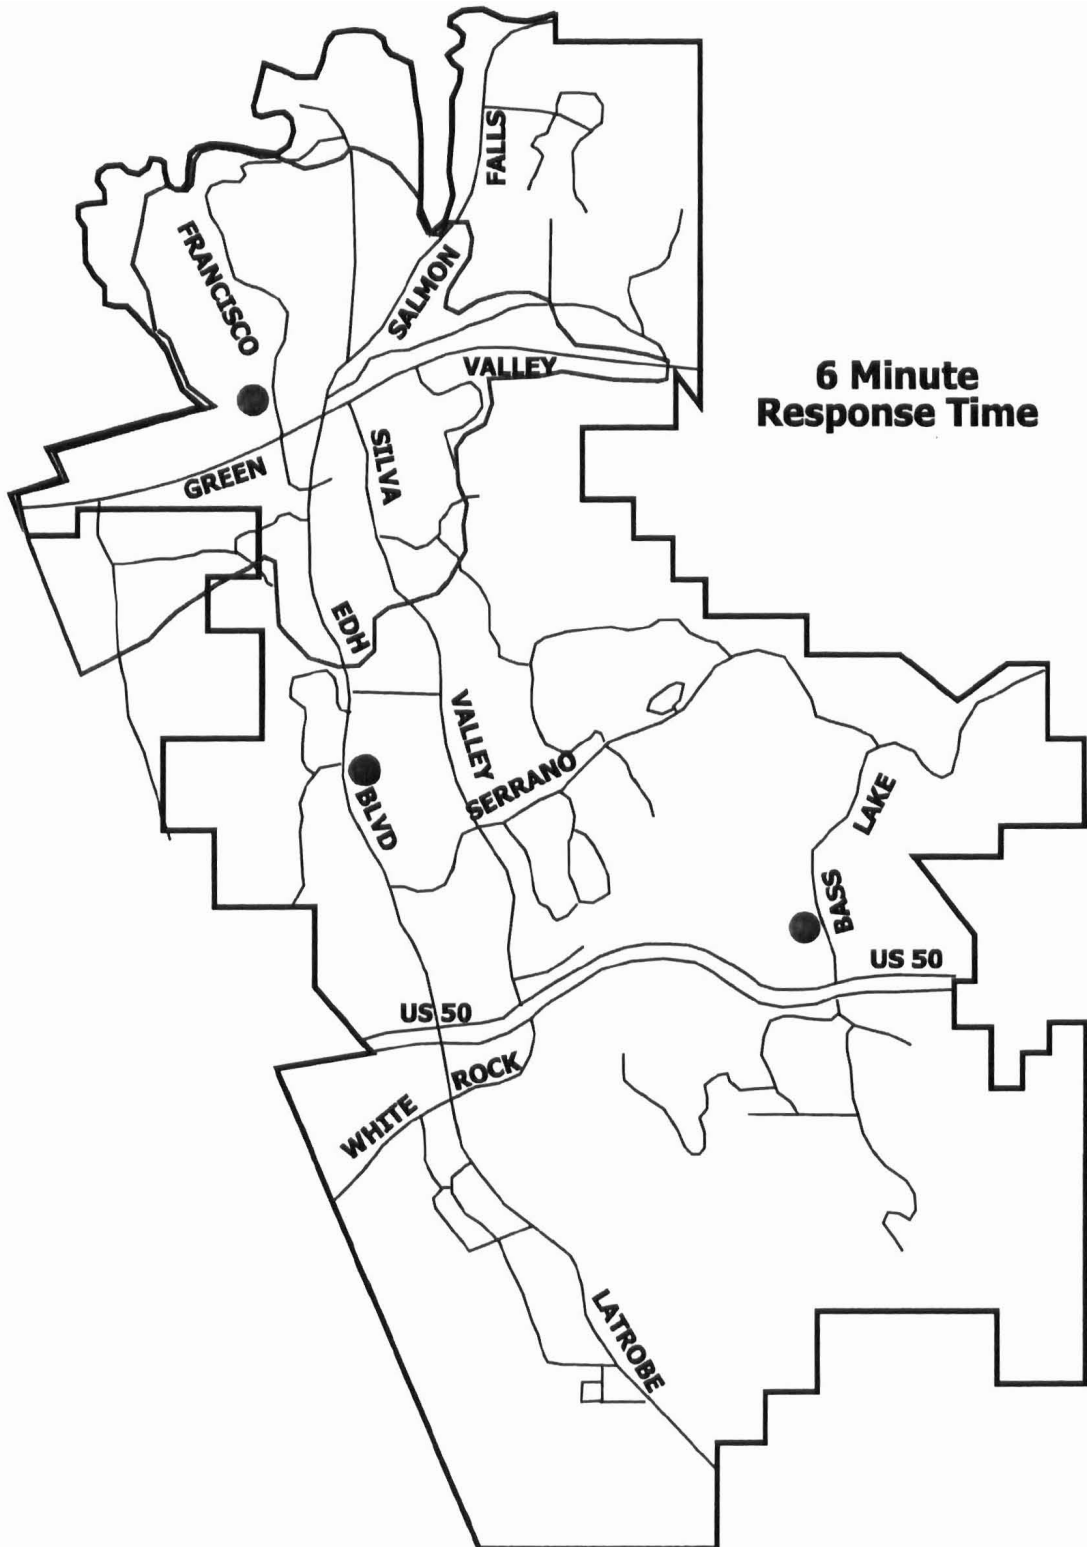 FALLS
FRANCISCO
SALMON
VALLEY
6 Minute
Response Time
SILVA
GREEN
EDH
VALLEY
SERRANO
BLVD
LAKE
BASS
US 50
US 50
ROCK
WHITE
LATROBE